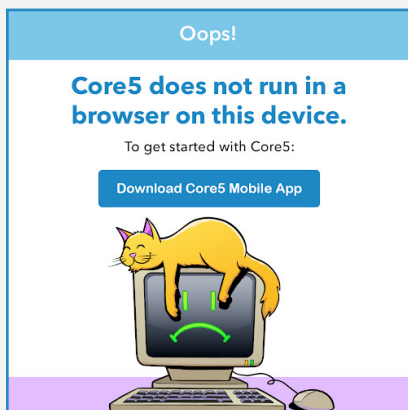 Oops!
Core5 does not run in a
browser on this device.
To get started with Core5:
Download Core5 Mobile App